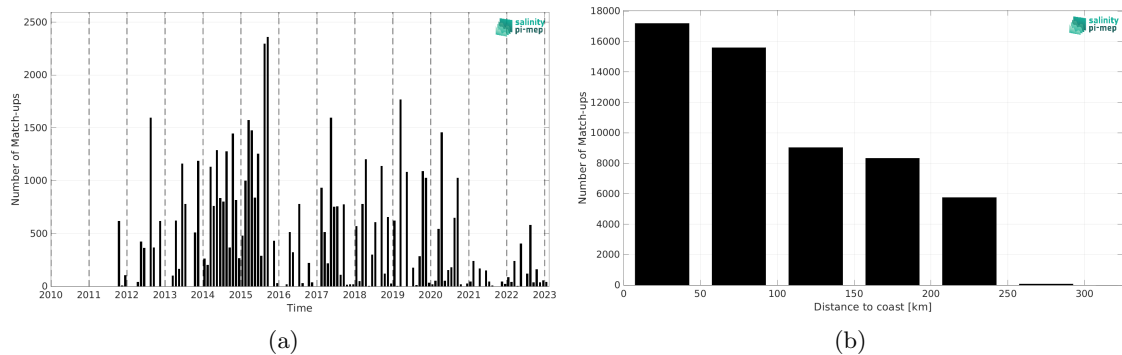 salinity
pi-mep
2500
2000
1500
1000
500
0
Number of Match-ups
2010 2011 2012 2013 2014 2015 2016 2017 2018 2019 2020 2021 2022 2023
Time
(a)
salinity
pi-mep
18000
16000
14000
12000
10000
8000
6000
4000
2000
0
Number of Match-ups
0 50 100 150 200 250 300
Distance to coast [km]
(b)